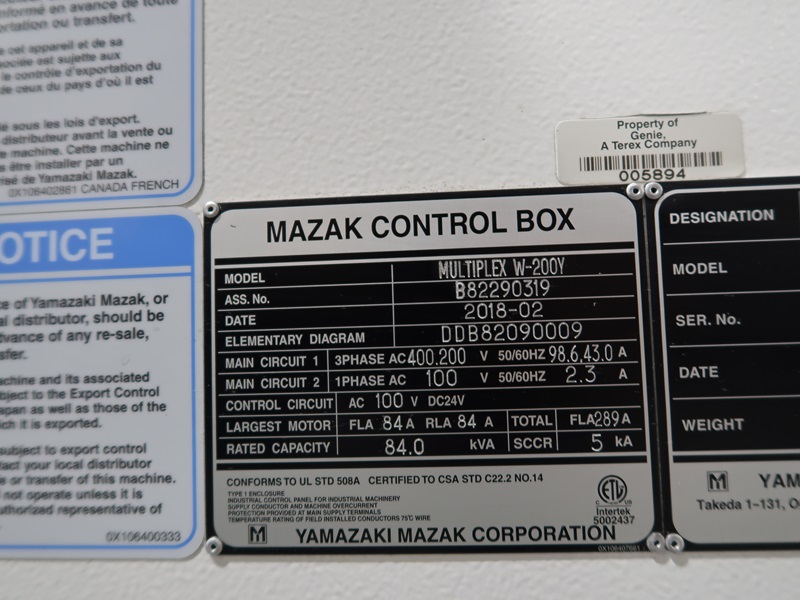 informé en avance de toute
ortation ou transfert.
e cet appareil et de sa
ociée est sujette aux
le contrôle d'exportation du
de ceux du pays d'où il est
é sous les lois d'export.
distributeur avant la vente ou
e machine. Cette machine ne
s être installer par un
risé de Yamazaki Mazak.
0X106402881 CANADA FRENCH
OTICE
ce of Yamazaki Mazak, or
al distributor, should be
dvance of any re-sale,
sfer.
achine and its associated
bject to the Export Control
apan as well as those of the
ich it is exported.
subject to export control
tact your local distributor
e or transfer of this machine.
not operate unless it is
uthorized representative of
0X106400333
Property of
Genie,
A Terex Company
005894
MAZAK CONTROL BOX
MODEL MULTIPLEX W-200Y
ASS. No. B82290319
DATE 2018-02
ELEMENTARY DIAGRAM DDB82090009
MAIN CIRCUIT 1 3PHASE AC 400.200 V 50/60HZ 98.6,43.0 A
MAIN CIRCUIT 2 1PHASE AC 100 V 50/60HZ 2.3 A
CONTROL CIRCUIT AC 100 V DC24V
LARGEST MOTOR FLA 84 A RLA 84 A TOTAL FLA289A
RATED CAPACITY 84.0 kVA SCCR 5 kA
CONFORMS TO UL STD 508A CERTIFIED TO CSA STD C22.2 NO.14
TYPE 1 ENCLOSURE
INDUSTRIAL CONTROL PANEL FOR INDUSTRIAL MACHINERY
SUPPLY CONDUCTOR AND MACHINE OVERCURRENT
PROTECTION PROVIDED AT MAIN SUPPLY TERMINALS
TEMPERATURE RATING OF FIELD INSTALLED CONDUCTORS 75℃ WIRE
ETL
Intertek
5002437
M YAMAZAKI MAZAK CORPORATION
DESIGNATION
MODEL
SER. No.
DATE
WEIGHT
M YAM
Takeda 1-131, O